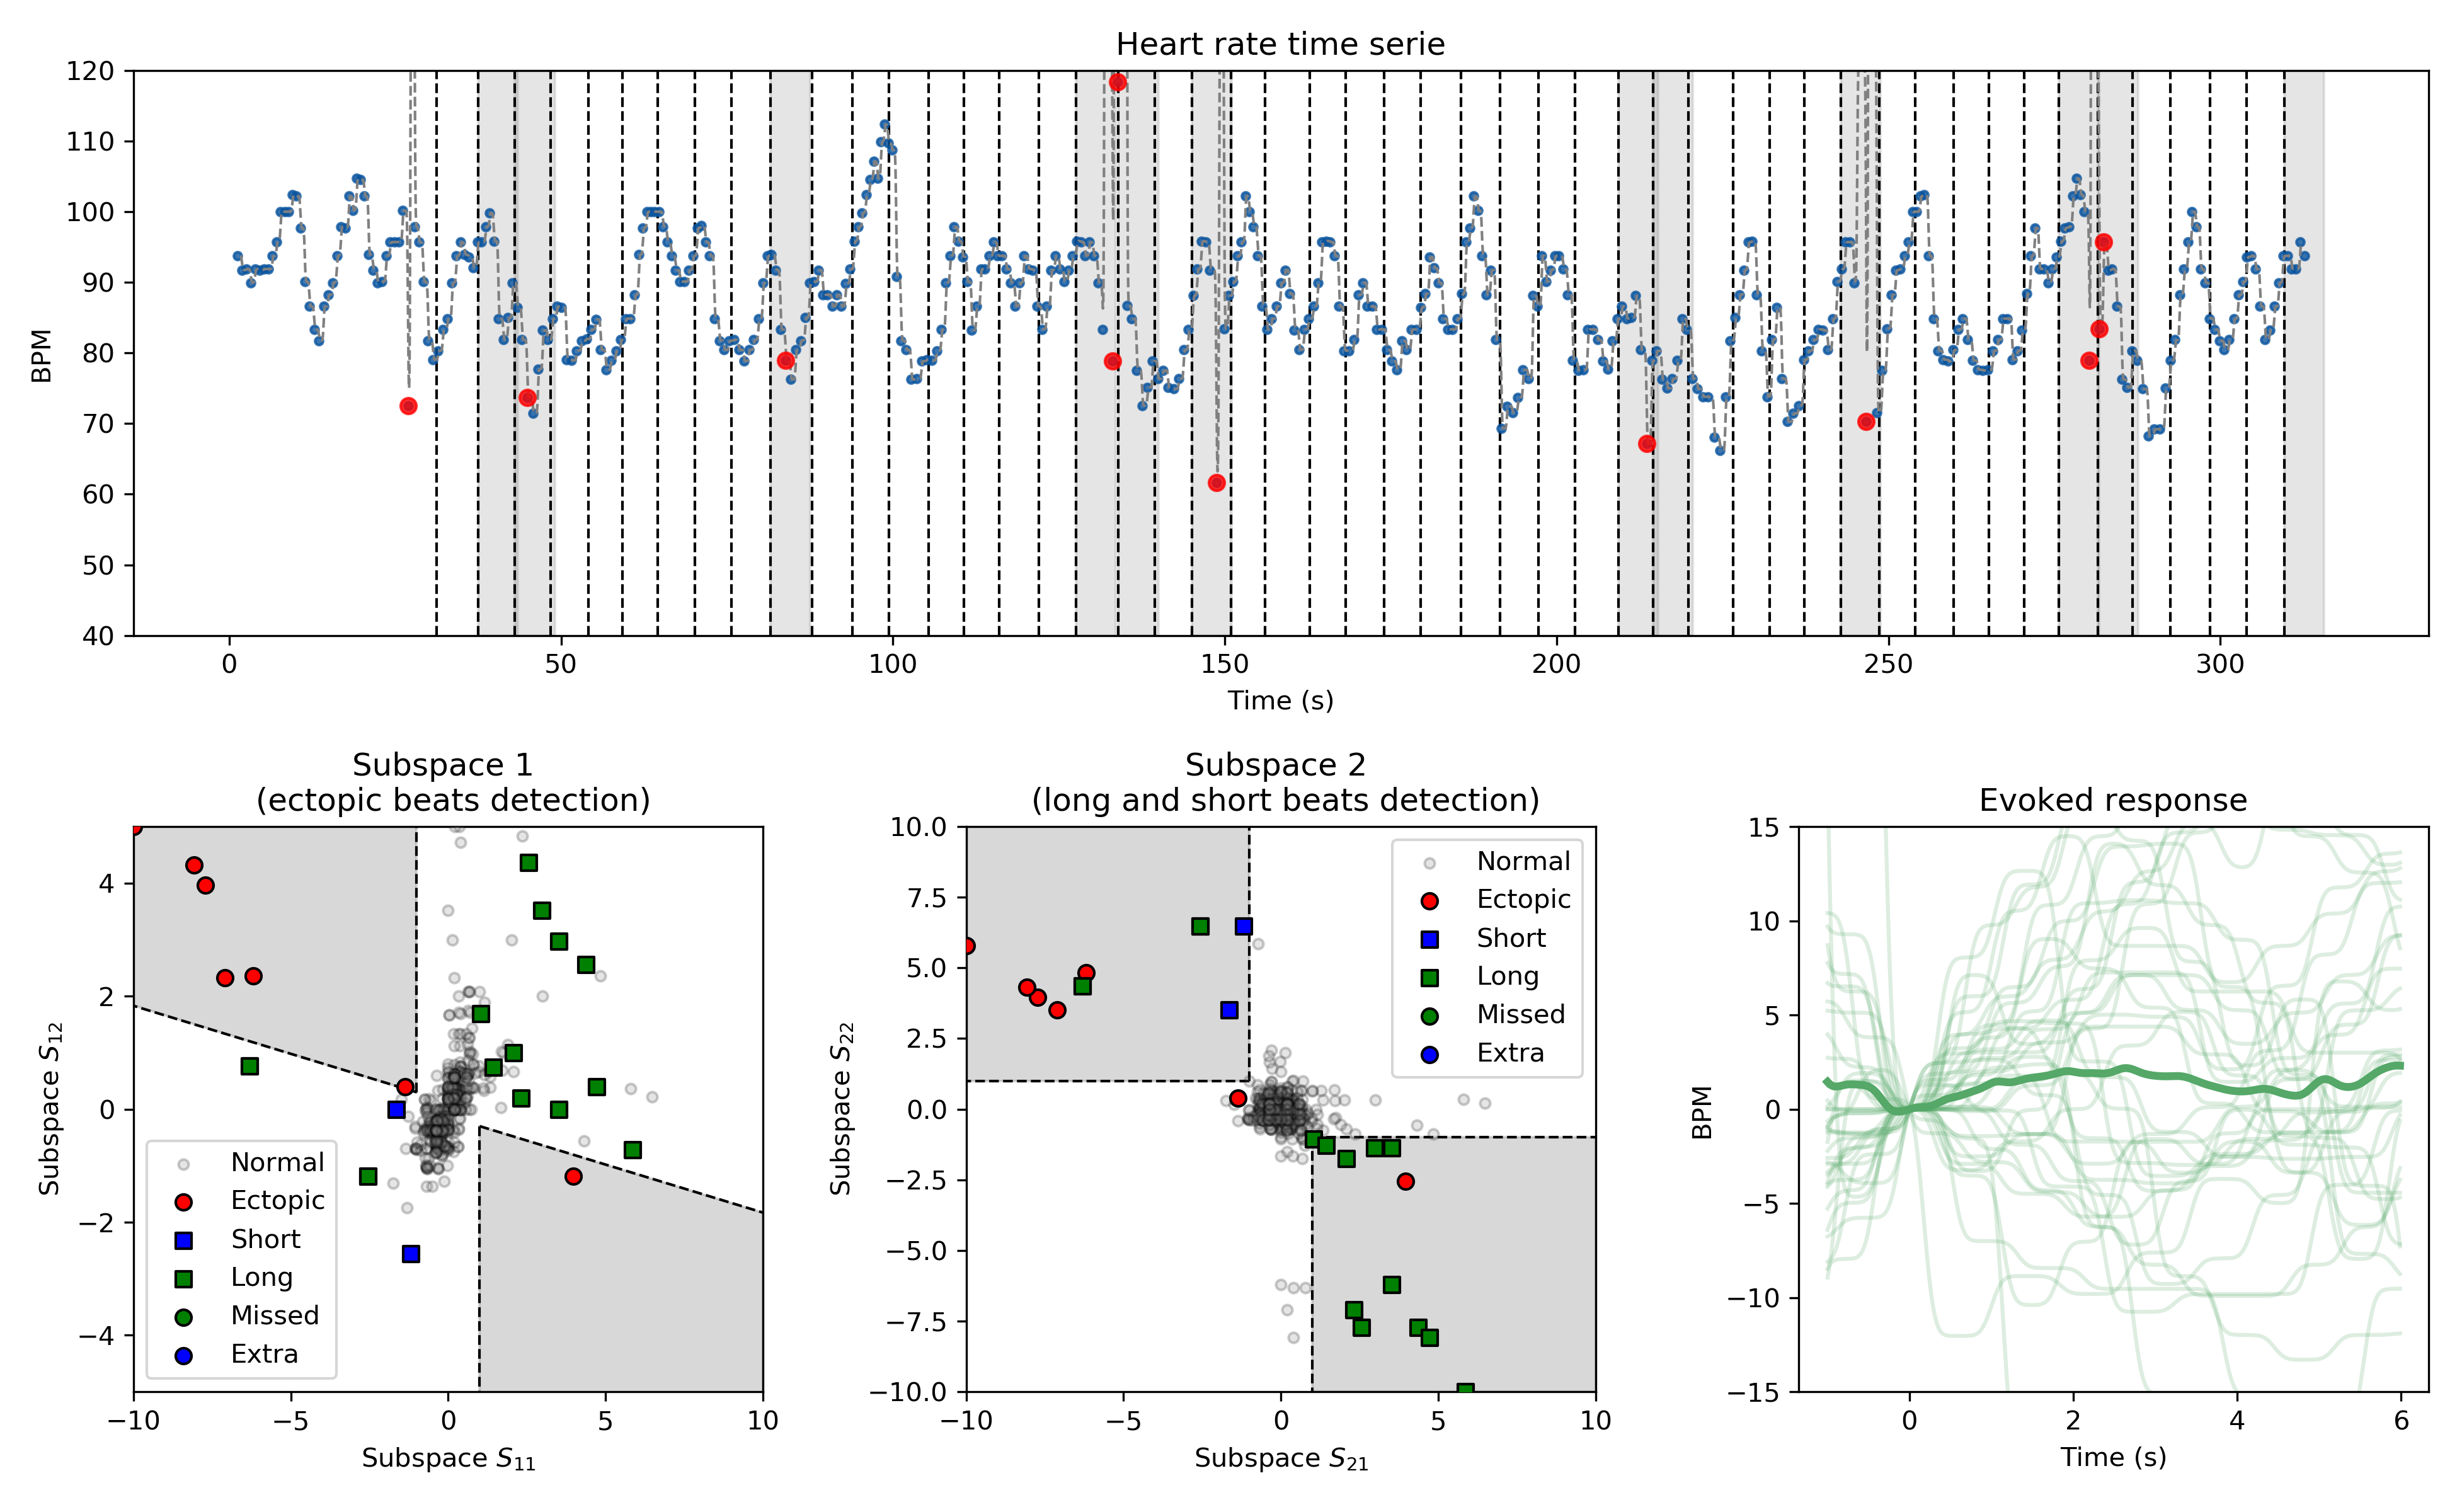 Heart rate time serie
120
110
100
90
80
70
60
50
40
BPM
0 50 100 150 200 250 300
Time (s)
Subspace 1
(ectopic beats detection)
4
2
0
−2
−4
Subspace S12
Normal
Ectopic
Short
Long
Missed
Extra
−10 −5 0 5 10
Subspace S11
Subspace 2
(long and short beats detection)
10.0
7.5
5.0
2.5
0.0
−2.5
−5.0
−7.5
−10.0
Subspace S22
Normal
Ectopic
Short
Long
Missed
Extra
−10 −5 0 5 10
Subspace S21
Evoked response
15
10
5
0
−5
−10
−15
BPM
0 2 4 6
Time (s)